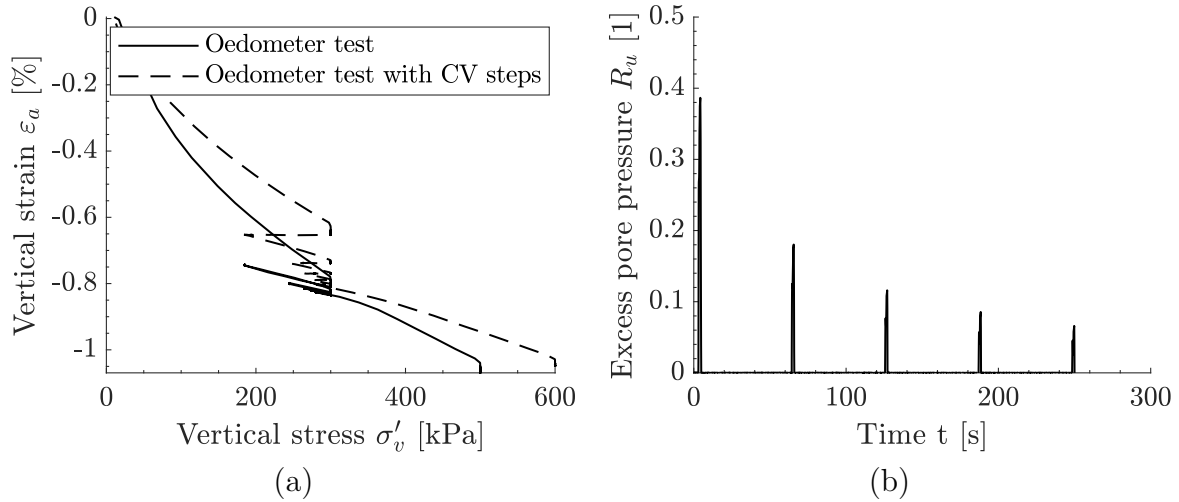 0
-0.2
-0.4
-0.6
-0.8
-1
Vertical strain εₐ [%]
Oedometer test
Oedometer test with CV steps
0
200
400
600
Vertical stress σ′ᵥ [kPa]
(a)
0.5
0.4
0.3
0.2
0.1
0
Excess pore pressure Rᵤ [1]
0
100
200
300
Time t [s]
(b)